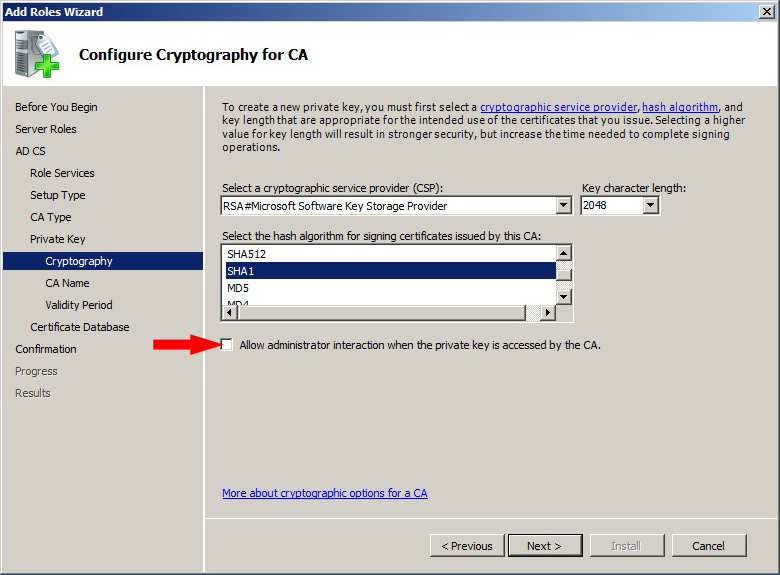 Add Roles Wizard
Configure Cryptography for CA
Before You Begin
Server Roles
AD CS
Role Services
Setup Type
CA Type
Private Key
Cryptography
CA Name
Validity Period
Certificate Database
Confirmation
Progress
Results
To create a new private key, you must first select a cryptographic service provider, hash algorithm, and
key length that are appropriate for the intended use of the certificates that you issue. Selecting a higher
value for key length will result in stronger security, but increase the time needed to complete signing
operations.
Select a cryptographic service provider (CSP):
Key character length:
RSA#Microsoft Software Key Storage Provider
2048
Select the hash algorithm for signing certificates issued by this CA:
SHA512
SHA1
MD5
MD4
Allow administrator interaction when the private key is accessed by the CA.
More about cryptographic options for a CA
< Previous
Next >
Install
Cancel